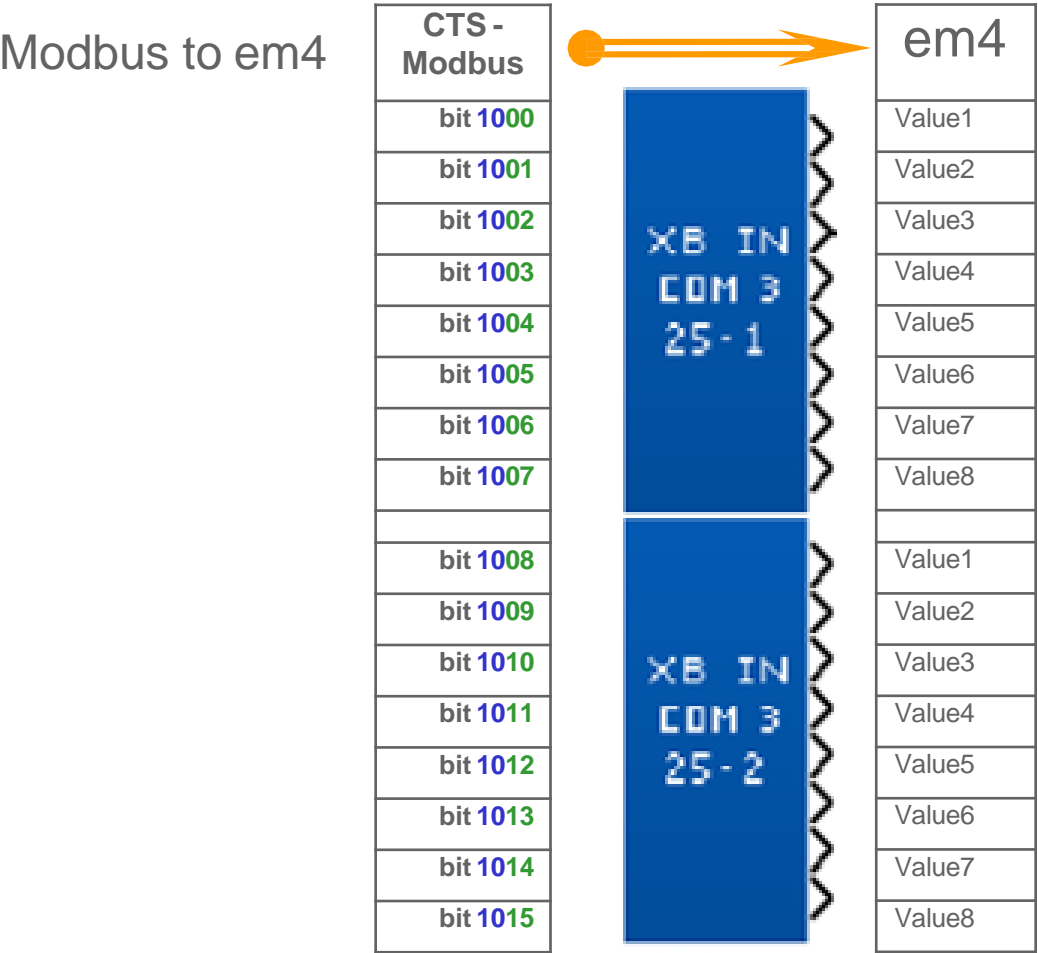 Modbus to em4
CTS -
Modbus
em4
bit 1000
Value1
bit 1001
Value2
bit 1002
Value3
bit 1003
Value4
bit 1004
Value5
bit 1005
Value6
bit 1006
Value7
bit 1007
Value8
XB IN
COM 3
25-1
bit 1008
Value1
bit 1009
Value2
bit 1010
Value3
bit 1011
Value4
bit 1012
Value5
bit 1013
Value6
bit 1014
Value7
bit 1015
Value8
XB IN
COM 3
25-2